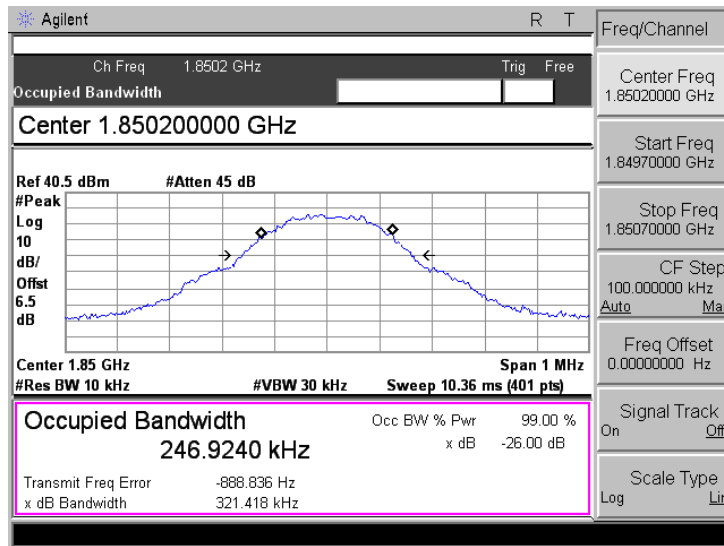 Agilent R T
Freq/Channel
Ch Freq 1.8502 GHz Trig Free
Occupied Bandwidth
Center 1.850200000 GHz
Ref 40.5 dBm #Atten 45 dB
#Peak
Log
10
dB/
Offst
6.5
dB
Center 1.85 GHz Span 1 MHz
#Res BW 10 kHz #VBW 30 kHz Sweep 10.36 ms (401 pts)
Occupied Bandwidth
246.9240 kHz
Occ BW % Pwr 99.00 %
x dB -26.00 dB
Transmit Freq Error -888.836 Hz
x dB Bandwidth 321.418 kHz
Center Freq
1.85020000 GHz
Start Freq
1.84970000 GHz
Stop Freq
1.85070000 GHz
CF Step
100.000000 kHz
Auto Ma
Freq Offset
0.00000000 Hz
Signal Track
On Off
Scale Type
Log Lin